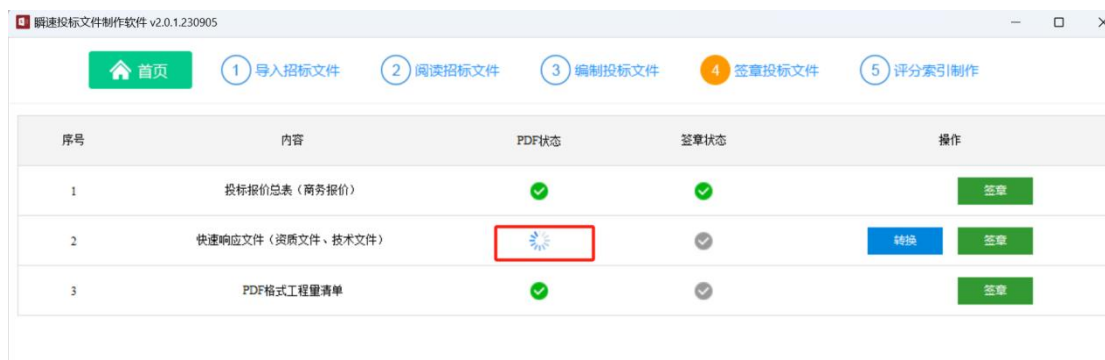 瞬速投标文件制作软件 v2.0.1.230905
首页 1 导入招标文件 2 阅读招标文件 3 编制投标文件 4 签章投标文件 5 评分索引制作
序号 内容 PDF状态 签章状态 操作
1 投标报价总表（商务报价） 签章
2 快速响应文件（资质文件、技术文件） 转换 签章
3 PDF格式工程量清单 签章